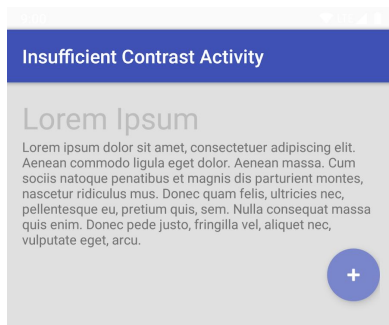 Insufficient Contrast Activity
Lorem Ipsum
Lorem ipsum dolor sit amet, consectetuer adipiscing elit.
Aenean commodo ligula eget dolor. Aenean massa. Cum
sociis natoque penatibus et magnis dis parturient montes,
nascetur ridiculus mus. Donec quam felis, ultricies nec,
pellentesque eu, pretium quis, sem. Nulla consequat massa
quis enim. Donec pede justo, fringilla vel, aliquet nec,
vulputate eget, arcu.
+